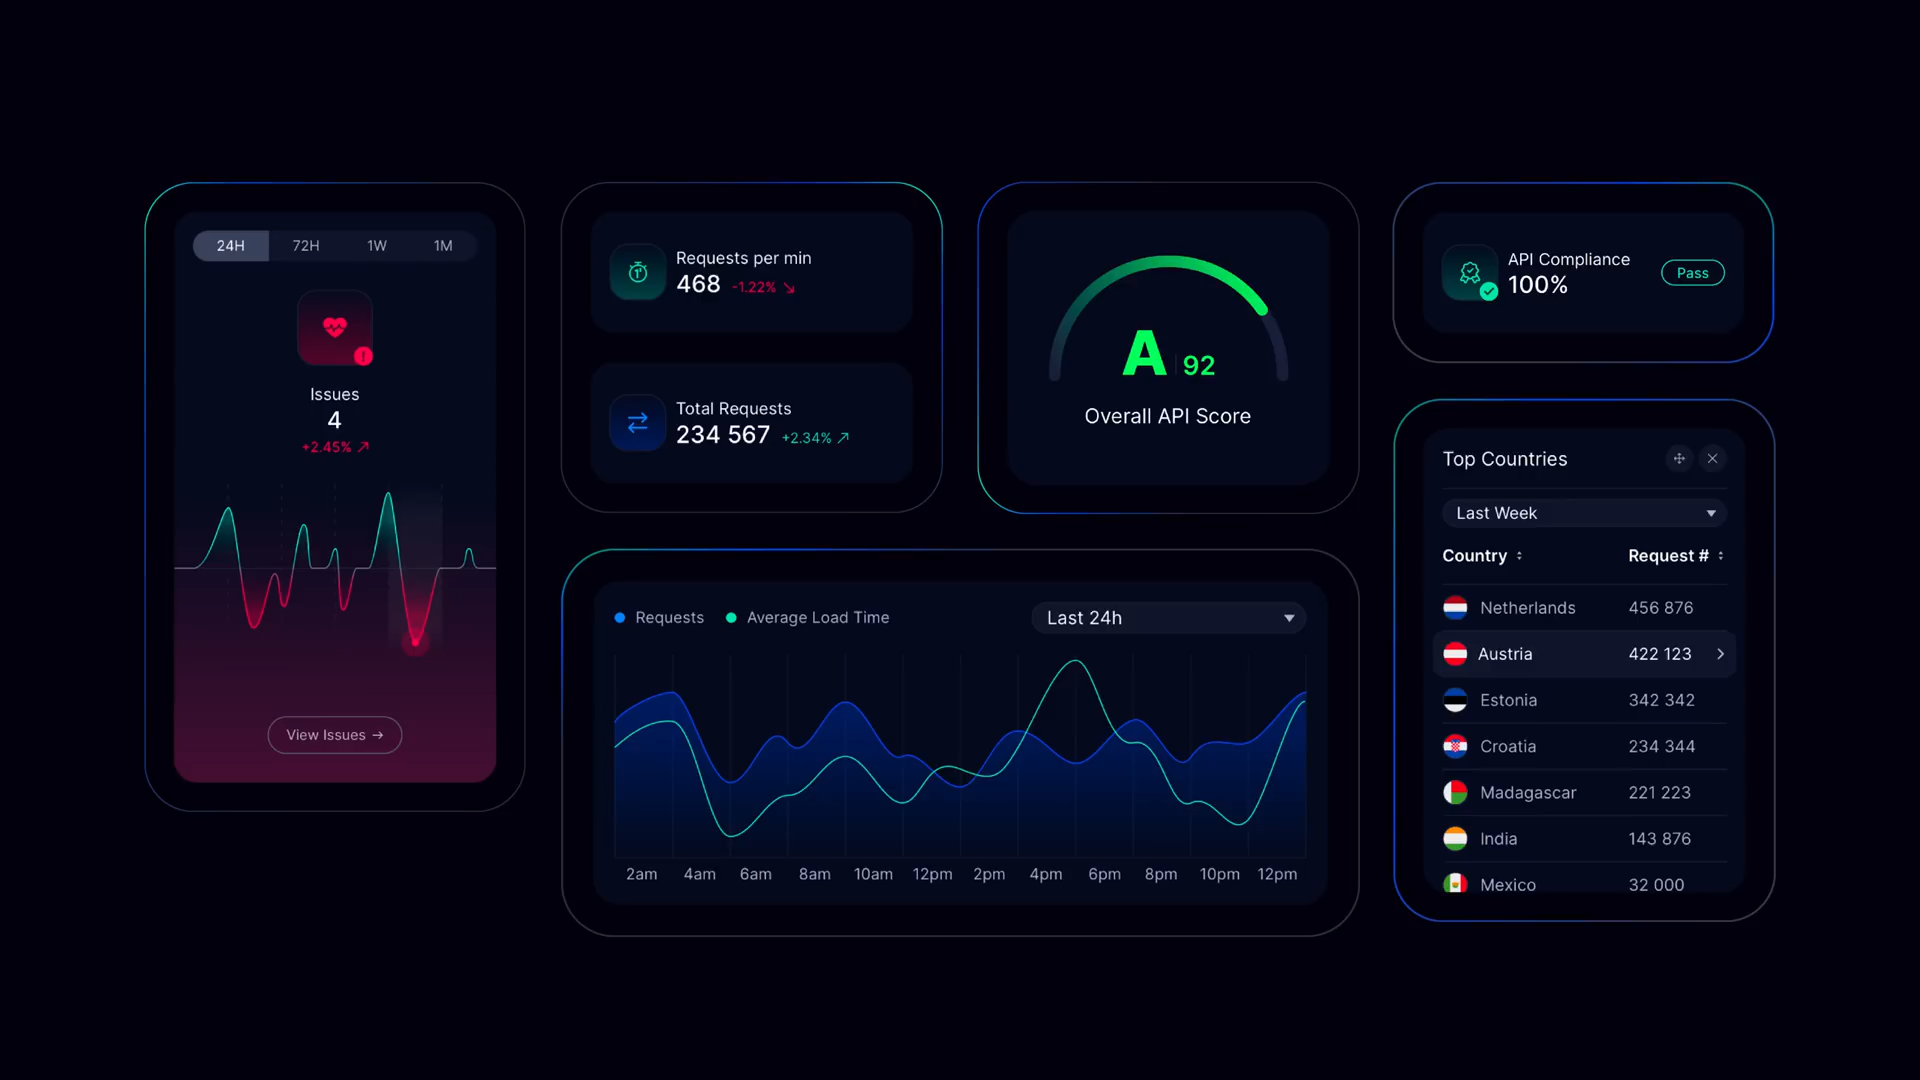 24H 72H 1W 1M
Issues
4
+2.45%
View Issues →
Requests per min
468 -1.22% ↘
Total Requests
234 567 +2.34% ↗
A 92
Overall API Score
Requests Average Load Time Last 24h
2am 4am 6am 8am 10am 12pm 2pm 4pm 6pm 8pm 10pm 12pm
API Compliance
100%
Pass
Top Countries
Last Week
Country Request #
Netherlands 456 876
Austria 422 123
Estonia 342 342
Croatia 234 344
Madagascar 221 223
India 143 876
Mexico 32 000